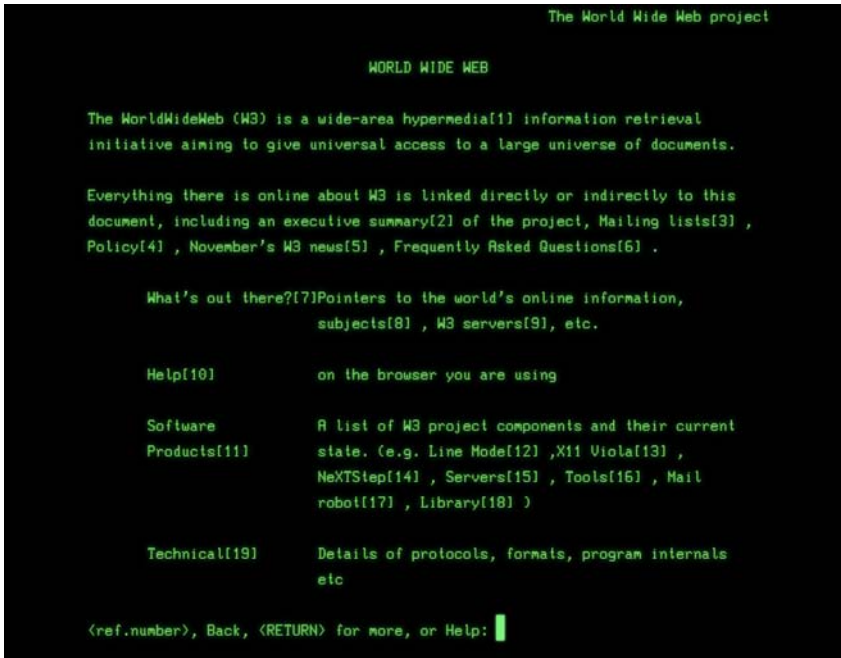 The World Wide Web project
WORLD WIDE WEB
The WorldWideWeb (W3) is a wide-area hypermedia[1] information retrieval
initiative aiming to give universal access to a large universe of documents.
Everything there is online about W3 is linked directly or indirectly to this
document, including an executive summary[2] of the project, Mailing lists[3] ,
Policy[4] , November's W3 news[5] , Frequently Asked Questions[6] .
What's out there?[7]Pointers to the world's online information,
subjects[8] , W3 servers[9], etc.
Help[10] on the browser you are using
Software A list of W3 project components and their current
Products[11] state. (e.g. Line Mode[12] ,X11 Viola[13] ,
NeXTStep[14] , Servers[15] , Tools[16] , Mail
robot[17] , Library[18] )
Technical[19] Details of protocols, formats, program internals
etc
<ref.number>, Back, <RETURN> for more, or Help: